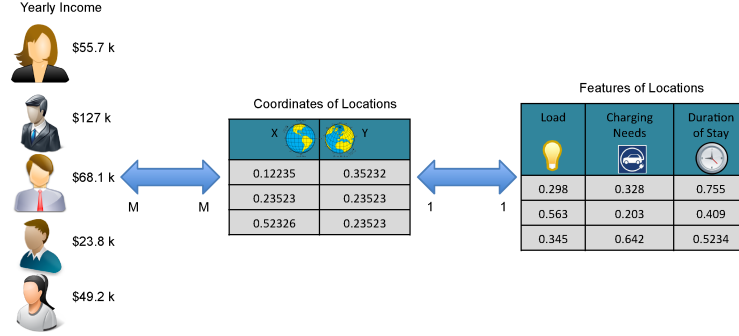 Yearly Income
$55.7 k
$127 k
$68.1 k
$23.8 k
$49.2 k
M M
Coordinates of Locations
X Y
0.12235 0.35232
0.23523 0.23523
0.52326 0.23523
1 1
Features of Locations
Load Charging Needs Duration of Stay
0.298 0.328 0.755
0.563 0.203 0.409
0.345 0.642 0.5234